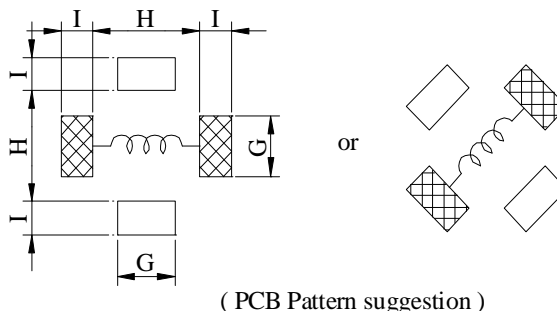 I H I
I
H
G
or
I
G
( PCB Pattern suggestion )